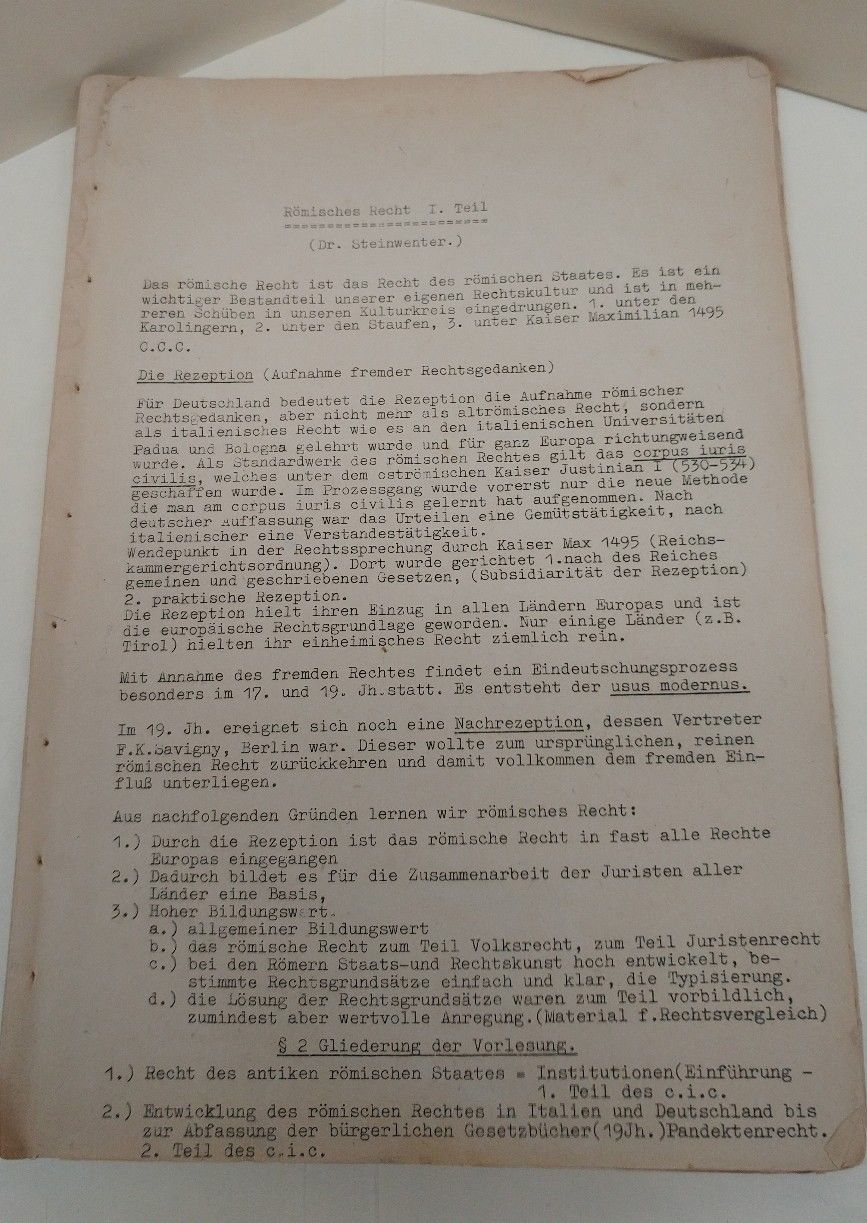 Römisches Recht I. Teil
========================
(Dr. Steinwenter.)
Das römische Recht ist das Recht des römischen Staates. Es ist ein
wichtiger Bestandteil unserer eigenen Rechtskultur und ist in meh-
reren Schüben in unseren Kulturkreis eingedrungen. 1. unter den
Karolingern, 2. unter den Staufen, 3. unter Kaiser Maximilian 1495
C.C.C.
Die Rezeption (Aufnahme fremder Rechtsgedanken)
Für Deutschland bedeutet die Rezeption die Aufnahme römischer
Rechtsgedanken, aber nicht mehr als altrömisches Recht, sondern
als italienisches Recht wie es an den italienischen Universitäten
Padua und Bologna gelehrt wurde und für ganz Europa richtungweisend
wurde. Als Standardwerk des römischen Rechtes gilt das corpus iuris
civilis, welches unter dem oströmischen Kaiser Justinian I (530-534)
geschaffen wurde. Im Prozessgang wurde vorerst nur die neue Methode
die man am corpus iuris civilis gelernt hat aufgenommen. Nach
deutscher Auffassung war das Urteilen eine Gemütstätigkeit, nach
italienischer eine Verstandestätigkeit.
Wendepunkt in der Rechtssprechung durch Kaiser Max 1495 (Reichs-
kammergerichtsordnung). Dort wurde gerichtet 1.nach des Reiches
gemeinen und geschriebenen Gesetzen, (Subsidiarität der Rezeption)
2. praktische Rezeption.
Die Rezeption hielt ihren Einzug in allen Ländern Europas und ist
die europäische Rechtsgrundlage geworden. Nur einige Länder (z.B.
Tirol) hielten ihr einheimisches Recht ziemlich rein.
Mit Annahme des fremden Rechtes findet ein Eindeutschungsprozess
besonders im 17. und 19. Jh.statt. Es entsteht der usus modernus.
Im 19. Jh. ereignet sich noch eine Nachrezeption, dessen Vertreter
F.K.Savigny, Berlin war. Dieser wollte zum ursprünglichen, reinen
römischen Recht zurückkehren und damit vollkommen dem fremden Ein-
fluß unterliegen.
Aus nachfolgenden Gründen lernen wir römisches Recht:
1.) Durch die Rezeption ist das römische Recht in fast alle Rechte
Europas eingegangen
2.) Dadurch bildet es für die Zusammenarbeit der Juristen aller
Länder eine Basis,
3.) Hoher Bildungswert.
a.) allgemeiner Bildungswert
b.) das römische Recht zum Teil Volksrecht, zum Teil Juristenrecht
c.) bei den Römern Staats-und Rechtskunst hoch entwickelt, be-
stimmte Rechtsgrundsätze einfach und klar, die Typisierung.
d.) die Lösung der Rechtsgrundsätze waren zum Teil vorbildlich,
zumindest aber wertvolle Anregung.(Material f.Rechtsvergleich)
§ 2 Gliederung der Vorlesung.
1.) Recht des antiken römischen Staates = Institutionen(Einführung -
1. Teil des c.i.c.
2.) Entwicklung des römischen Rechtes in Italien und Deutschland bis
zur Abfassung der bürgerlichen Gesetzbücher(19Jh.)Pandektenrecht.
2. Teil des c.i.c.